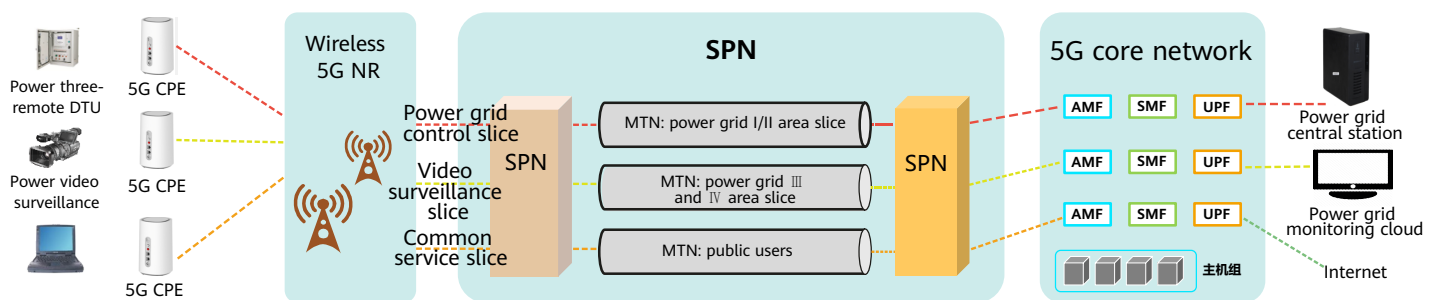 Power three-
remote DTU
Power video
surveillance
5G CPE
5G CPE
5G CPE
Wireless
5G NR
Power grid
control slice
Video
surveillance
slice
Common
service slice
SPN
SPN
MTN: power grid I/II area slice
MTN: power grid Ⅲ
and Ⅳ area slice
MTN: public users
SPN
5G core network
AMF SMF UPF
AMF SMF UPF
AMF SMF UPF
主机组
Power grid
central station
Power grid
monitoring cloud
Internet